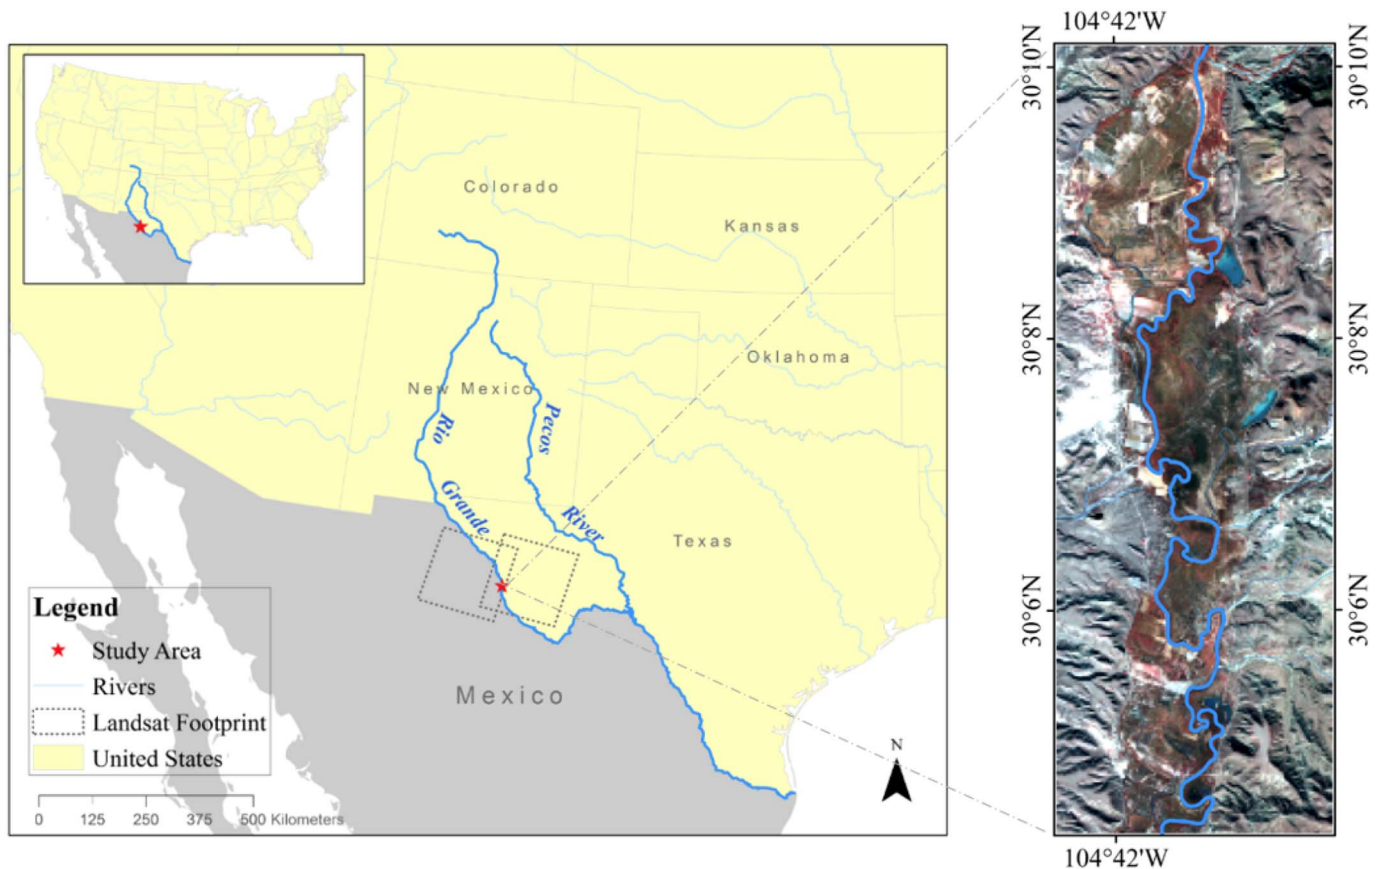 104°42'W
30°10'N
30°10'N
Colorado
Kansas
30°8'N
30°8'N
Oklahoma
New Mexico
Rio
Pecos
Grande
River
Texas
30°6'N
30°6'N
Legend
Study Area
Rivers
Landsat Footprint
United States
Mexico
N
0 125 250 375 500 Kilometers
104°42'W